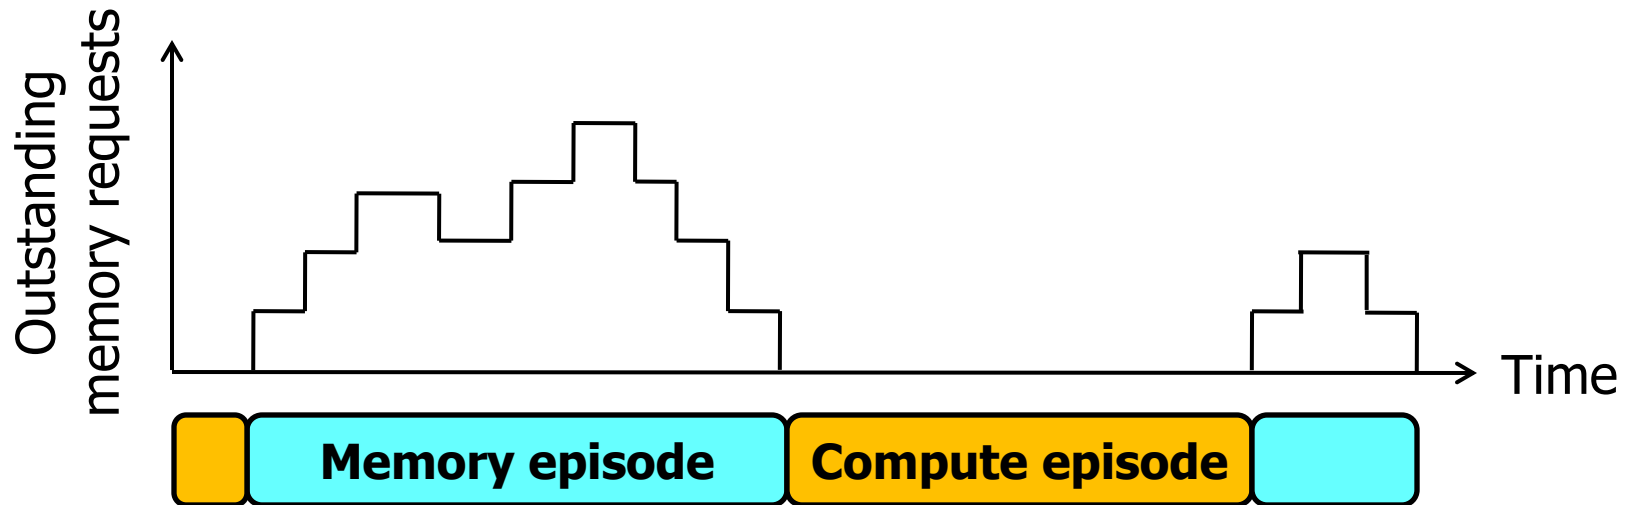 Outstanding
memory requests
Time
Memory episode
Compute episode